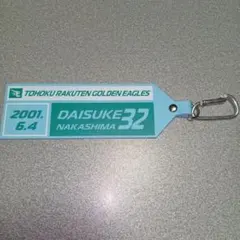 TOHOKU RAKUTEN GOLDEN EAGLES
2001.
6.4
DAISUKE
NAKASHIMA
32